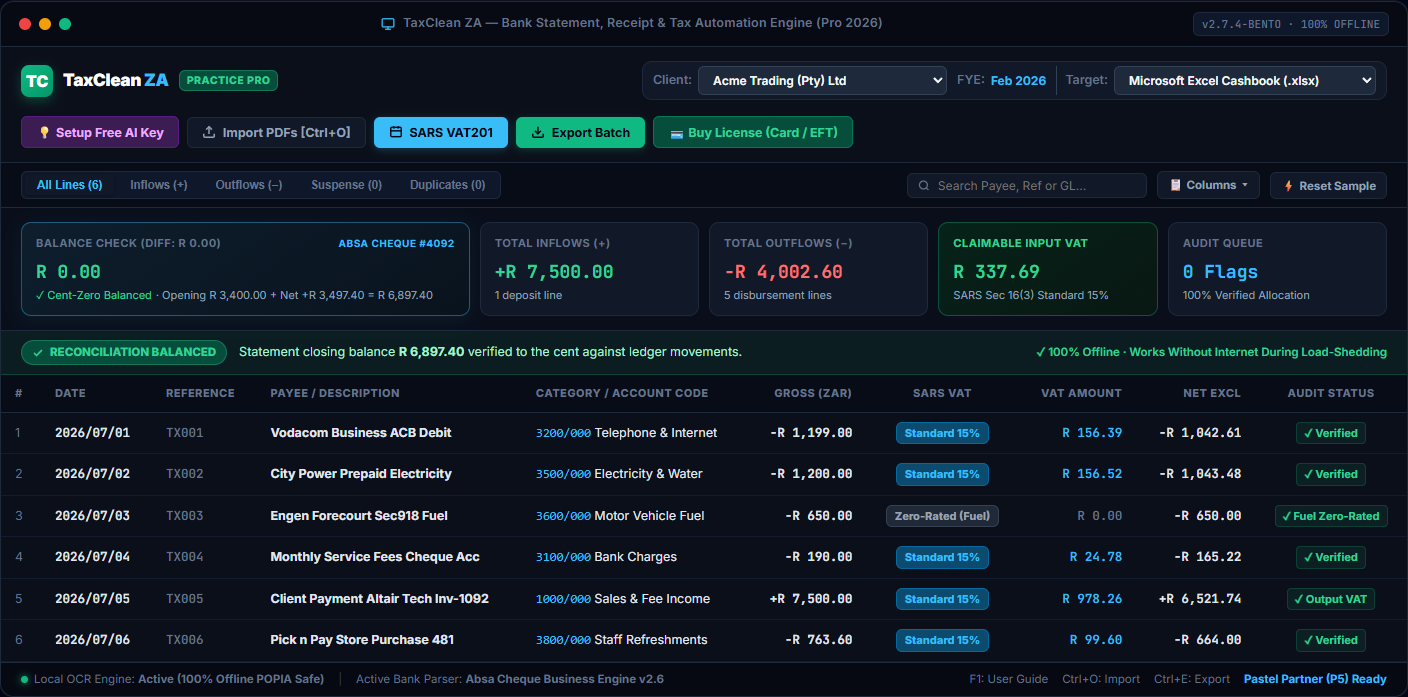 TaxClean ZA — Bank Statement, Receipt & Tax Automation Engine (Pro 2026) v2.7.4-BENTO · 100% OFFLINE
TC TaxClean ZA PRACTICE PRO Client: Acme Trading (Pty) Ltd FYE: Feb 2026 Target: Microsoft Excel Cashbook (.xlsx)
Setup Free AI Key Import PDFs [Ctrl+O] SARS VAT201 Export Batch Buy License (Card / EFT)
All Lines (6) Inflows (+) Outflows (−) Suspense (0) Duplicates (0) Search Payee, Ref or GL... Columns Reset Sample
BALANCE CHECK (DIFF: R 0.00) ABSA CHEQUE #4092 TOTAL INFLOWS (+) TOTAL OUTFLOWS (−) CLAIMABLE INPUT VAT AUDIT QUEUE
R 0.00 +R 7,500.00 -R 4,002.60 R 337.69 0 Flags
✓ Cent-Zero Balanced · Opening R 3,400.00 + Net +R 3,497.40 = R 6,897.40 1 deposit line 5 disbursement lines SARS Sec 16(3) Standard 15% 100% Verified Allocation
✓ RECONCILIATION BALANCED Statement closing balance R 6,897.40 verified to the cent against ledger movements. ✓ 100% Offline · Works Without Internet During Load-Shedding
# DATE REFERENCE PAYEE / DESCRIPTION CATEGORY / ACCOUNT CODE GROSS (ZAR) SARS VAT VAT AMOUNT NET EXCL AUDIT STATUS
1 2026/07/01 TX001 Vodacom Business ACB Debit 3200/000 Telephone & Internet -R 1,199.00 Standard 15% R 156.39 -R 1,042.61 ✓ Verified
2 2026/07/02 TX002 City Power Prepaid Electricity 3500/000 Electricity & Water -R 1,200.00 Standard 15% R 156.52 -R 1,043.48 ✓ Verified
3 2026/07/03 TX003 Engen Forecourt Sec918 Fuel 3600/000 Motor Vehicle Fuel -R 650.00 Zero-Rated (Fuel) R 0.00 -R 650.00 ✓ Fuel Zero-Rated
4 2026/07/04 TX004 Monthly Service Fees Cheque Acc 3100/000 Bank Charges -R 190.00 Standard 15% R 24.78 -R 165.22 ✓ Verified
5 2026/07/05 TX005 Client Payment Altair Tech Inv-1092 1000/000 Sales & Fee Income +R 7,500.00 Standard 15% R 978.26 +R 6,521.74 ✓ Output VAT
6 2026/07/06 TX006 Pick n Pay Store Purchase 481 3800/000 Staff Refreshments -R 763.60 Standard 15% R 99.60 -R 664.00 ✓ Verified
Local OCR Engine: Active (100% Offline POPIA Safe) Active Bank Parser: Absa Cheque Business Engine v2.6 F1: User Guide Ctrl+O: Import Ctrl+E: Export Pastel Partner (P5) Ready